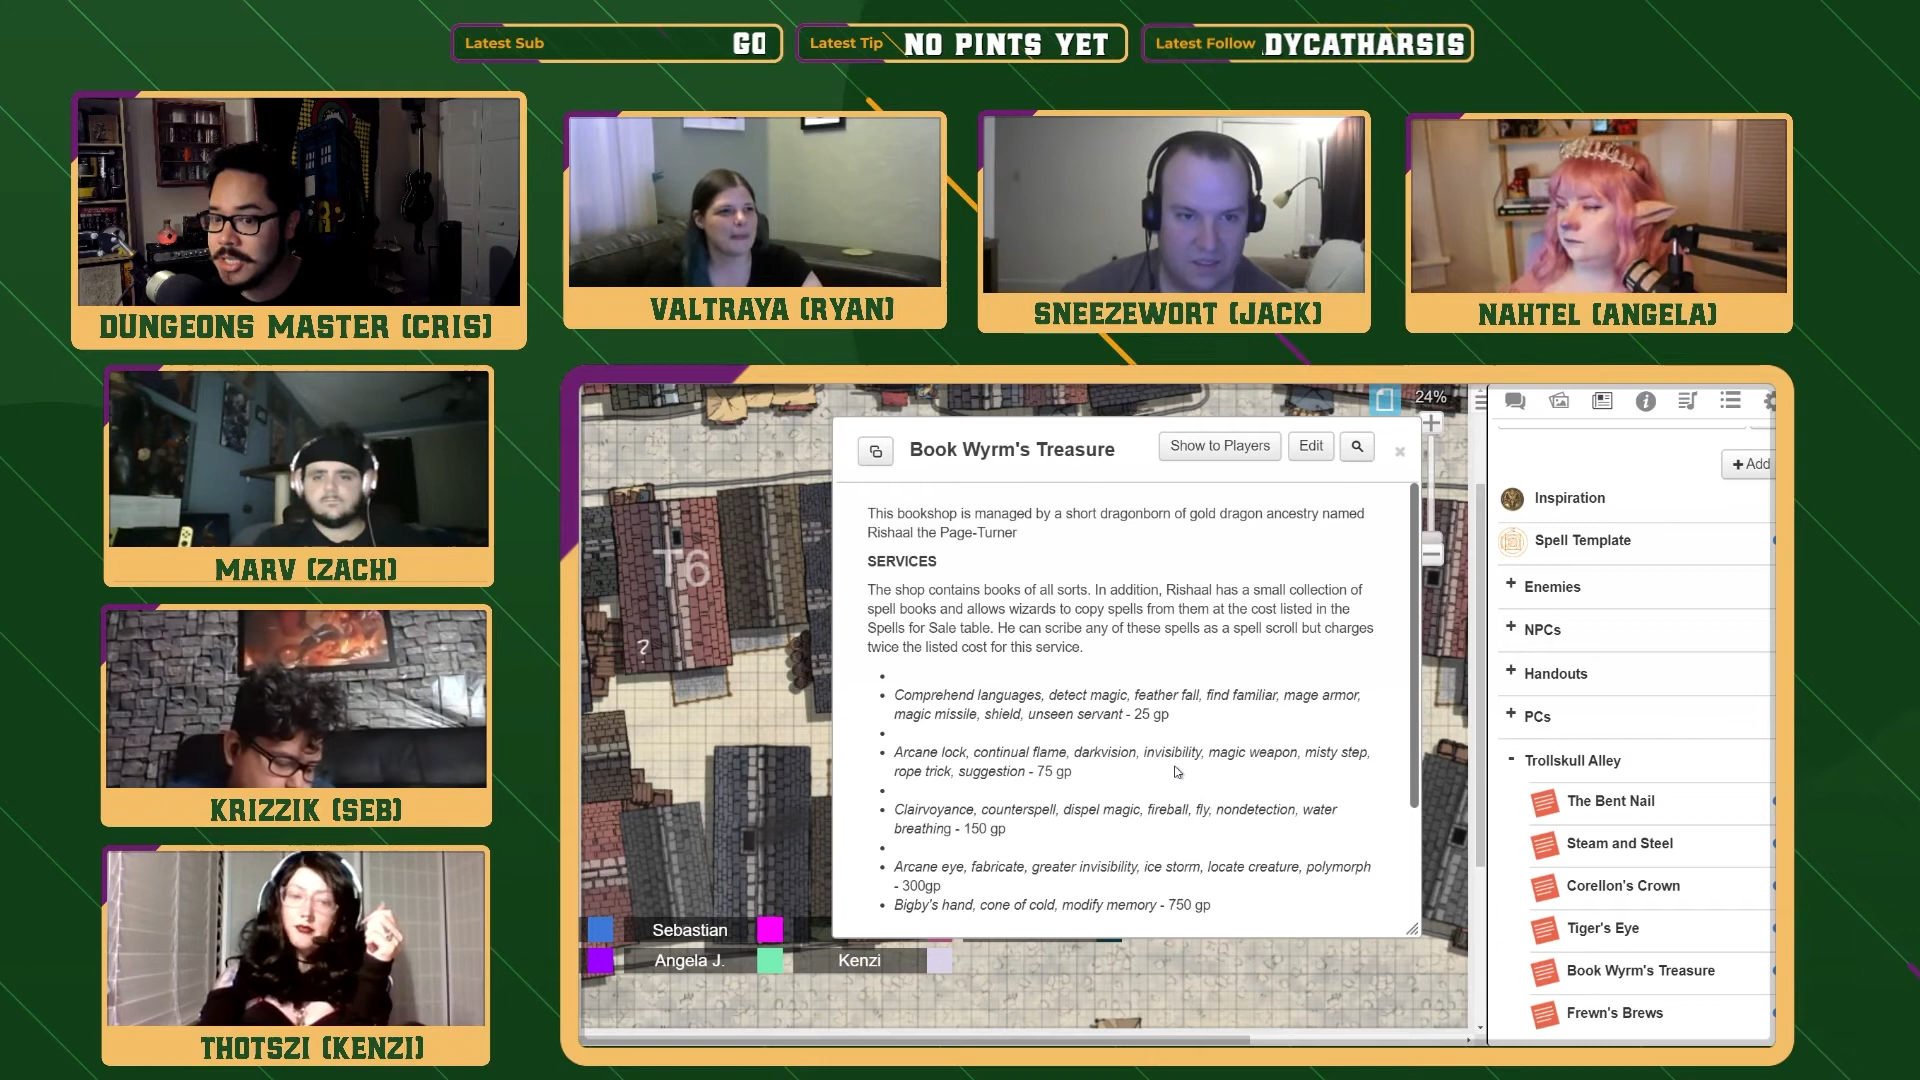 Latest Sub
GO
Latest Tip
NO PINTS YET
Latest Follow
DYCATHARSIS
DUNGEONS MASTER (CRIS)
VALTRAYA (RYAN)
SNEEZEWORT (JACK)
NAHTEL (ANGELA)
MARV (ZACH)
KRIZZIK (SEB)
THOTSZI (KENZI)
T6
?
24%
Book Wyrm's Treasure
Show to Players
Edit
This bookshop is managed by a short dragonborn of gold dragon ancestry named
Rishaal the Page-Turner
SERVICES
The shop contains books of all sorts. In addition, Rishaal has a small collection of
spell books and allows wizards to copy spells from them at the cost listed in the
Spells for Sale table. He can scribe any of these spells as a spell scroll but charges
twice the listed cost for this service.
Comprehend languages, detect magic, feather fall, find familiar, mage armor,
magic missile, shield, unseen servant - 25 gp
Arcane lock, continual flame, darkvision, invisibility, magic weapon, misty step,
rope trick, suggestion - 75 gp
Clairvoyance, counterspell, dispel magic, fireball, fly, nondetection, water
breathing - 150 gp
Arcane eye, fabricate, greater invisibility, ice storm, locate creature, polymorph
- 300gp
Bigby's hand, cone of cold, modify memory - 750 gp
Sebastian
Angela J.
Kenzi
+ Add
Inspiration
Spell Template
+ Enemies
+ NPCs
+ Handouts
+ PCs
- Trollskull Alley
The Bent Nail
Steam and Steel
Corellon's Crown
Tiger's Eye
Book Wyrm's Treasure
Frewn's Brews